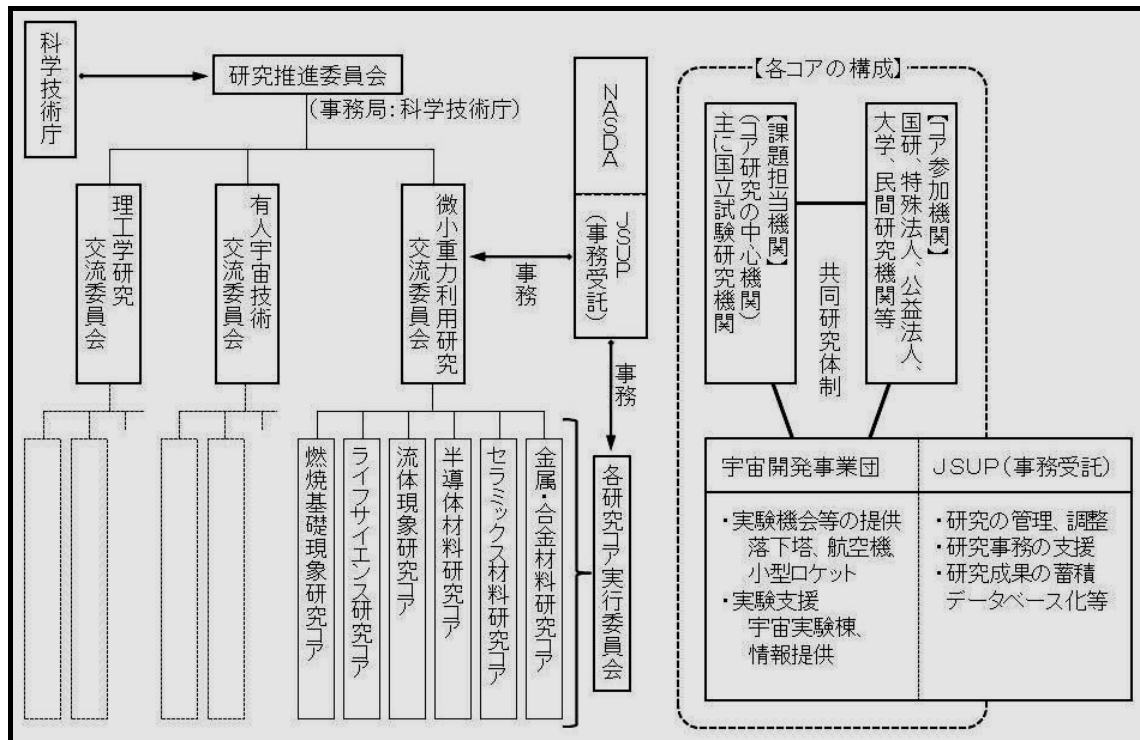 科学技術庁
研究推進委員会
(事務局:科学技術庁)
理工学研究
交流委員会
有人宇宙技術
交流委員会
微小重力利用研究
交流委員会
NASDA
JSUP
(事務受託)
事務
事務
燃焼基礎現象研究コア
ライフサイエンス研究コア
流体現象研究コア
半導体材料研究コア
セラミックス材料研究コア
金属・合金材料研究コア
各研究コア実行委員会
【各コアの構成】
【課題担当機関】
(コア研究の中心機関)
主に国立試験研究機関
共同研究体制
【コア参加機関】
国研、特殊法人、公益法人、
大学、民間研究機関等
宇宙開発事業団
・実験機会等の提供
落下塔、航空機、
小型ロケット
・実験支援
宇宙実験棟、
情報提供
JSUP(事務受託)
・研究の管理、調整
・研究事務の支援
・研究成果の蓄積
データベース化等